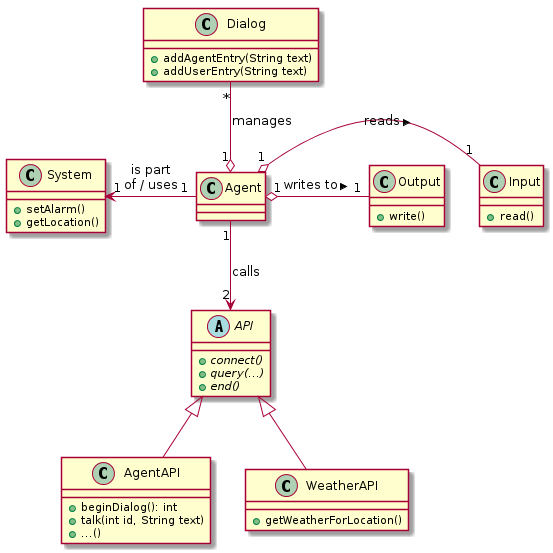 C Dialog
addAgentEntry(String text)
addUserEntry(String text)
*
manages
1
1
reads ▶
1
C System
setAlarm()
getLocation()
is part
of / uses
1
1
C Agent
1
writes to ▶
1
C Output
write()
C Input
read()
1
calls
2
A API
connect()
query(...)
end()
C AgentAPI
beginDialog(): int
talk(int id, String text)
...()
C WeatherAPI
getWeatherForLocation()